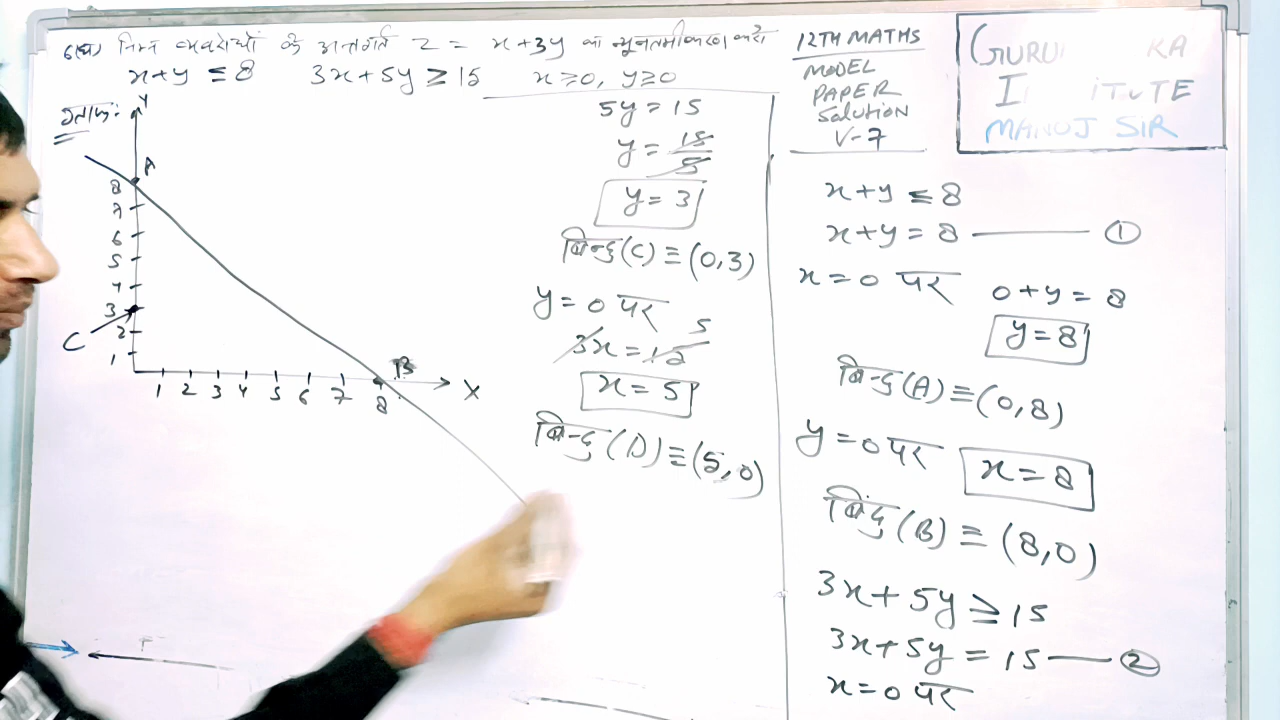 6(ब) निम्न व्यवरोधों के अन्तर्गत Z = x+3y का न्यूनतमीकरण करो
x+y ≤ 8 3x+5y ≥ 15 x≥0, y≥0
12TH MATHS
MODEL
PAPER
Solution
V-7
GURU KA
I ITUTE
MANOJ SIR
Y
A
8
7
6
5
4
3
2
1
C
1 2 3 4 5 6 7 8
B
X
5y = 15
y = 15/5
y = 3
बिन्दु (C) ≡ (0,3)
y = 0 पर
3x = 15 5
x = 5
बिन्दु (D) ≡ (5,0)
x+y ≤ 8
x+y = 8 — ①
x = 0 पर 0+y = 8
y = 8
बिन्दु (A) ≡ (0,8)
y = 0 पर x = 8
बिंदु (B) ≡ (8,0)
3x+5y ≥ 15
3x+5y = 15 — ②
x = 0 पर